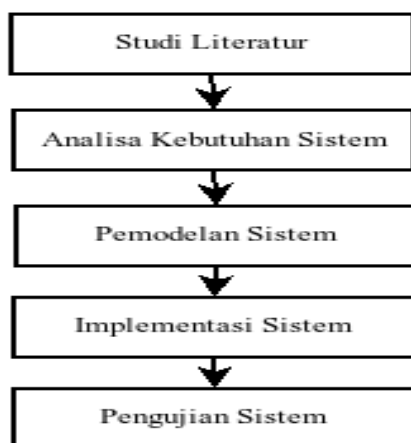 Studi Literatur
Analisa Kebutuhan Sistem
Pemodelan Sistem
Implementasi Sistem
Pengujian Sistem